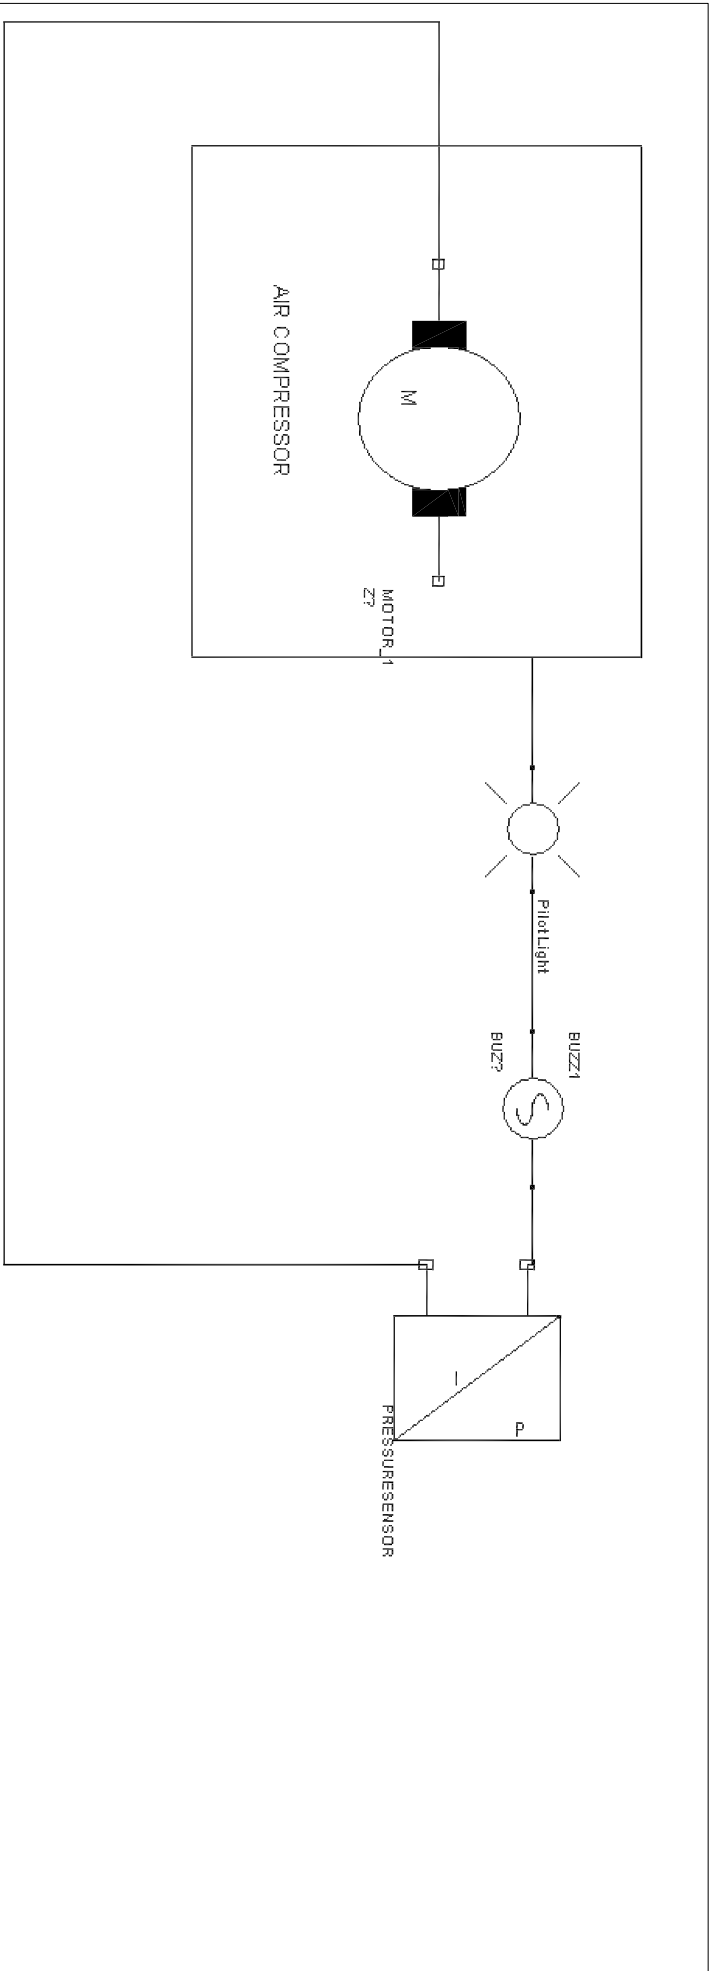 AIR COMPRESSOR
M
MOTOR_1
Z?
PilotLight
BUZZ1
BUZ?
I
P
PRESSURESENSOR